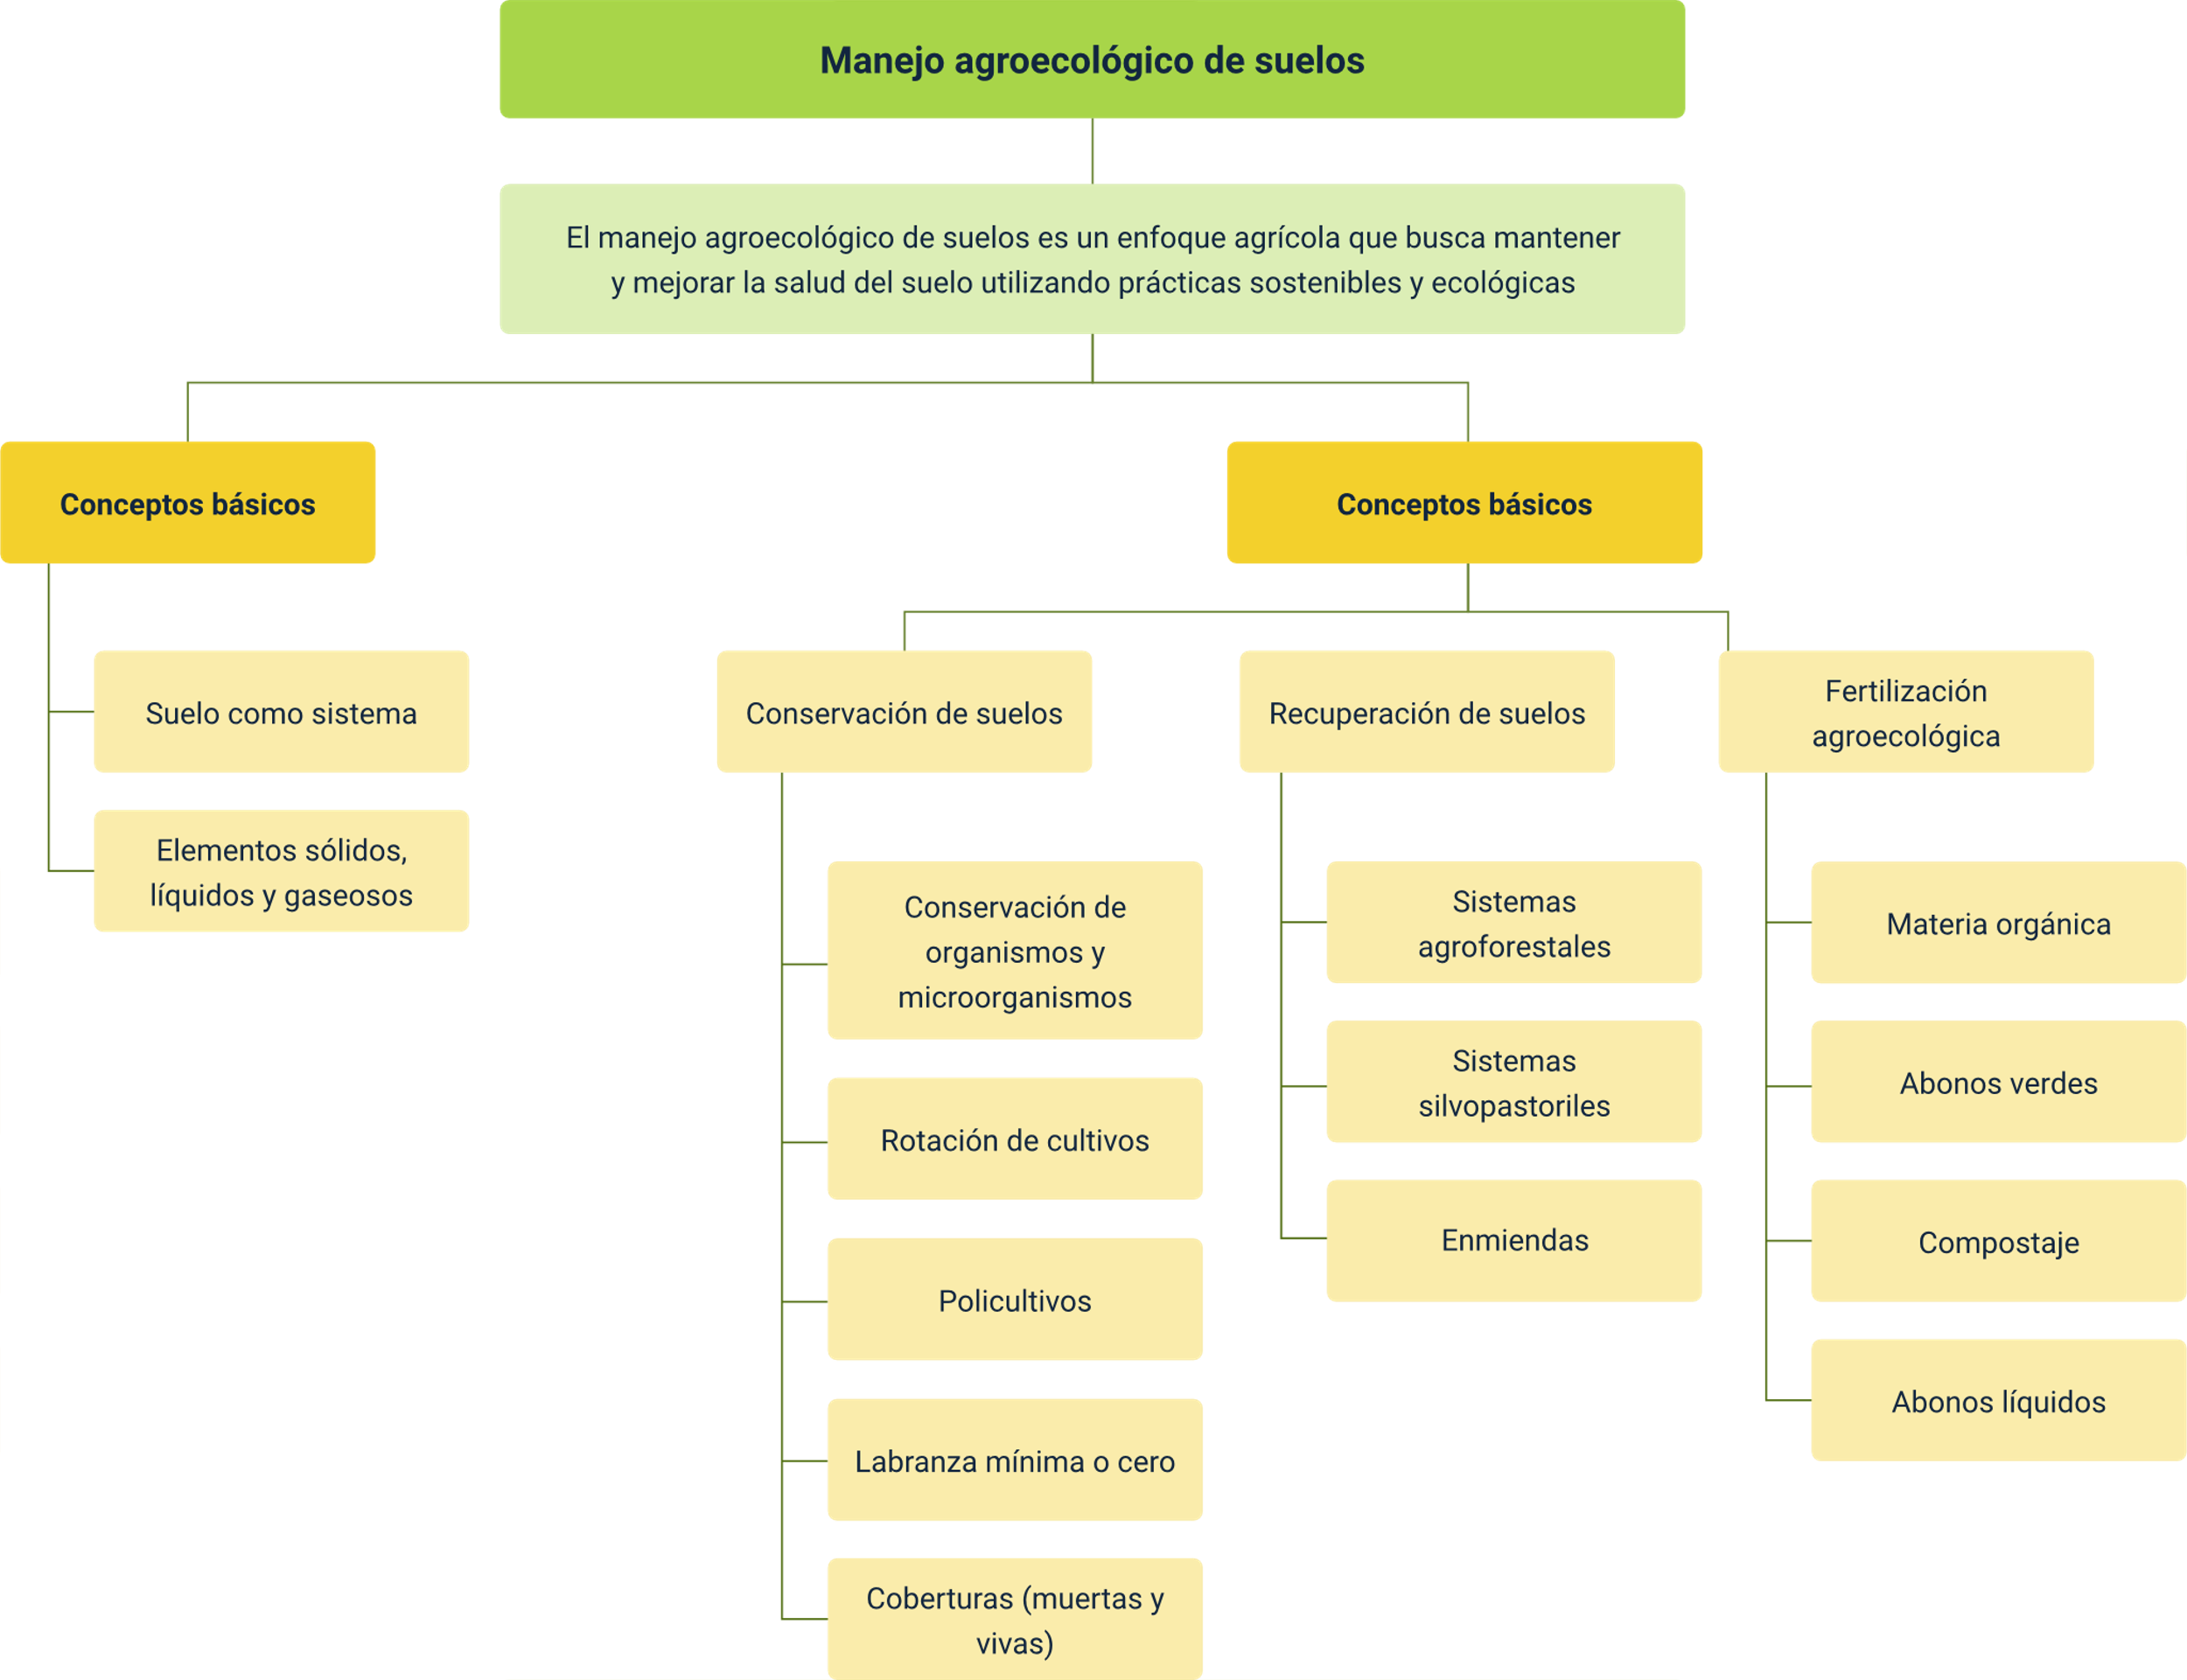 Manejo agroecológico de suelos
El manejo agroecológico de suelos es un enfoque agrícola que busca mantener
y mejorar la salud del suelo utilizando prácticas sostenibles y ecológicas
Conceptos básicos
Suelo como sistema
Elementos sólidos,
líquidos y gaseosos
Conceptos básicos
Conservación de suelos
Conservación de
organismos y
microorganismos
Rotación de cultivos
Policultivos
Labranza mínima o cero
Coberturas (muertas y
vivas)
Recuperación de suelos
Sistemas
agroforestales
Sistemas
silvopastoriles
Enmiendas
Fertilización
agroecológica
Materia orgánica
Abonos verdes
Compostaje
Abonos líquidos